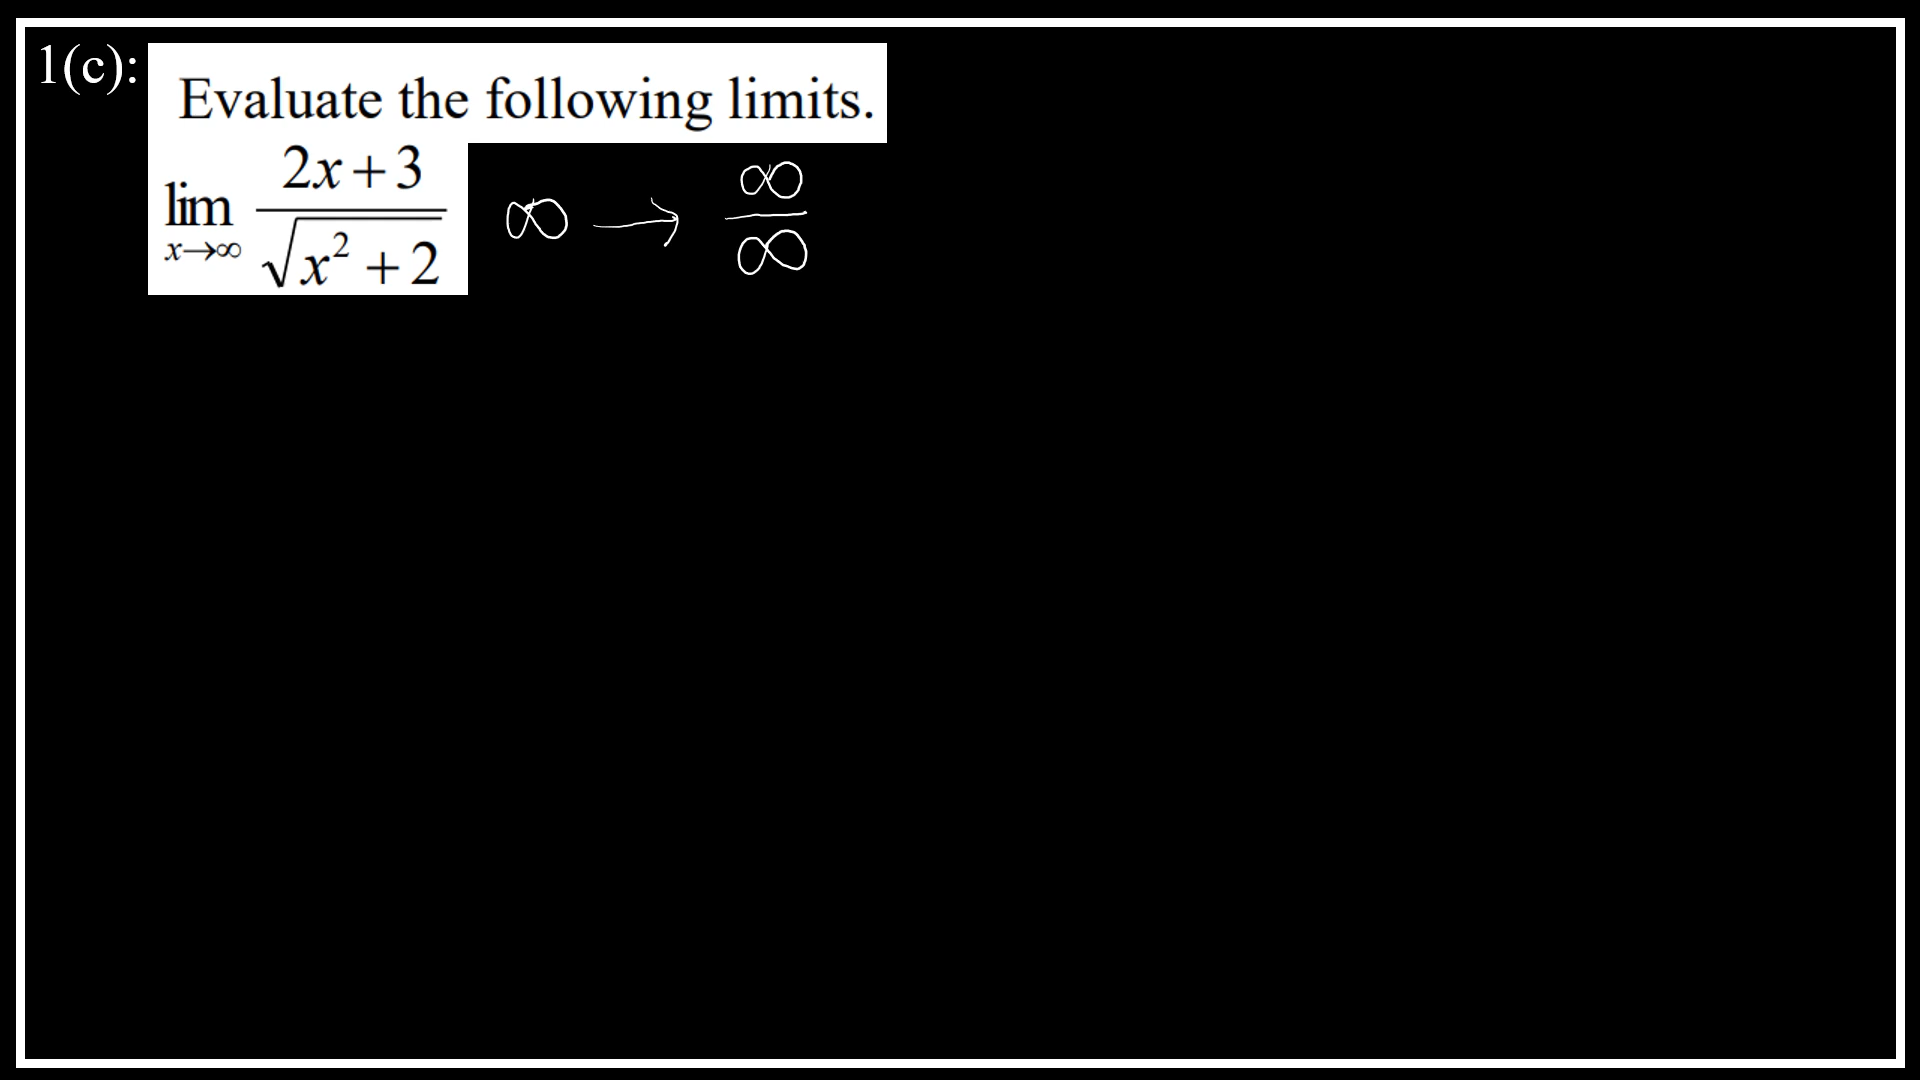 1(c): Evaluate the following limits.
lim x→∞ (2x+3)/√(x²+2) ∞ → ∞/∞